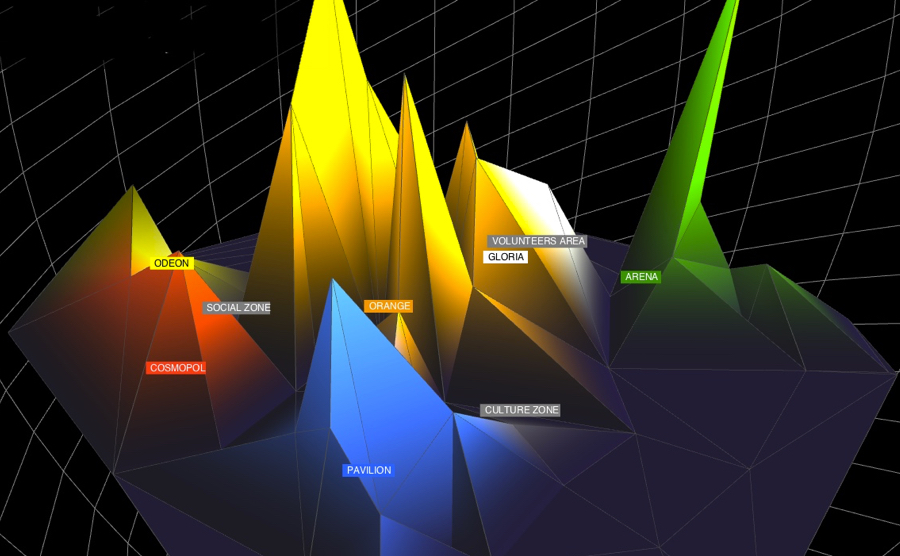 VOLUNTEERS AREA
GLORIA
ODEON
ARENA
SOCIAL ZONE
ORANGE
COSMOPOL
CULTURE ZONE
PAVILION